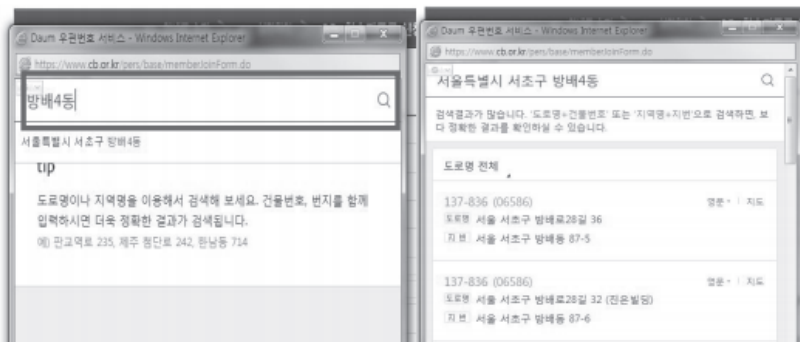 Daum 우편번호 서비스 - Windows Internet Explorer
https://www.cb.or.kr/pers/base/memberJoinForm.do
방배4동
서울특별시 서초구 방배4동
tip
도로명이나 지역명을 이용해서 검색해 보세요. 건물번호, 번지를 함께
입력하시면 더욱 정확한 결과가 검색됩니다.
예) 판교역로 235, 제주 첨단로 242, 한남동 714
Daum 우편번호 서비스 - Windows Internet Explorer
https://www.cb.or.kr/pers/base/memberJoinForm.do
서울특별시 서초구 방배4동
검색결과가 많습니다. '도로명+건물번호' 또는 '지역명+지번'으로 검색하면, 보
다 정확한 결과를 확인하실 수 있습니다.
도로명 전체
137-836 (06586) 영문 지도
도로명 서울 서초구 방배로28길 36
지번 서울 서초구 방배동 87-5
137-836 (06586) 영문 지도
도로명 서울 서초구 방배로28길 32 (진은빌딩)
지번 서울 서초구 방배동 87-6